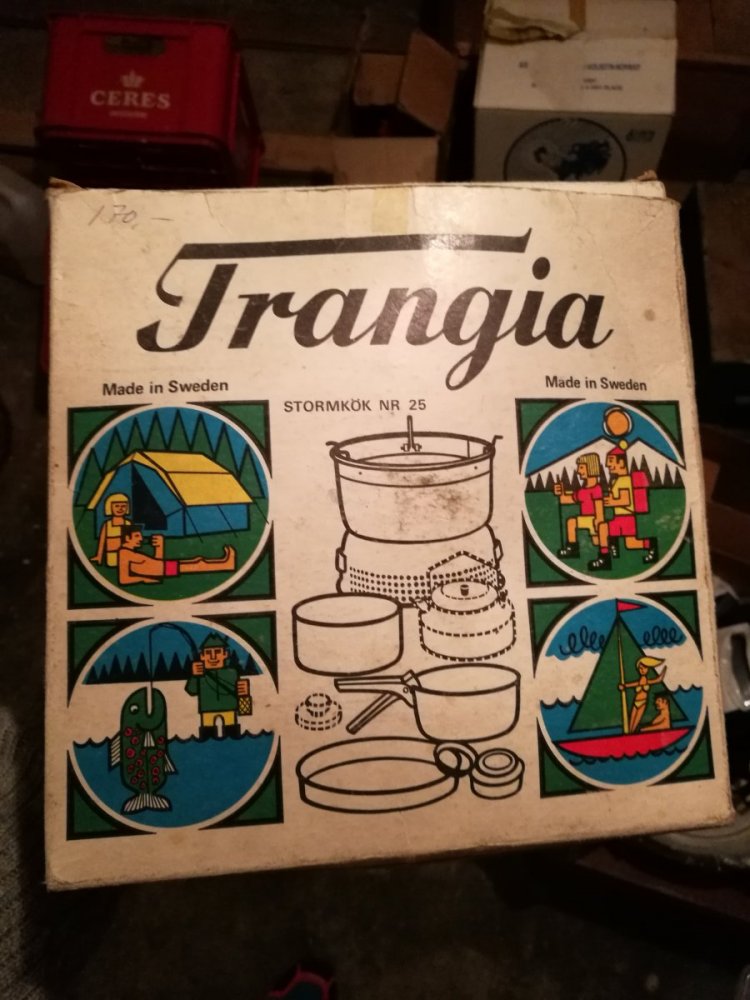 CERES
170,-
Trangia
Made in Sweden
Made in Sweden
STORMKÖK NR 25